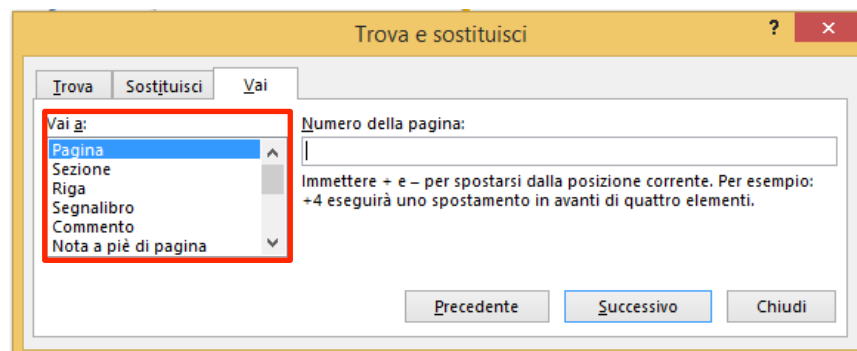 Trova e sostituisci
? ×
Trova Sostituisci Vai
Vai a:
Pagina
Sezione
Riga
Segnalibro
Commento
Nota a piè di pagina
Numero della pagina:
Immettere + e – per spostarsi dalla posizione corrente. Per esempio:
+4 eseguirà uno spostamento in avanti di quattro elementi.
Precedente Successivo Chiudi